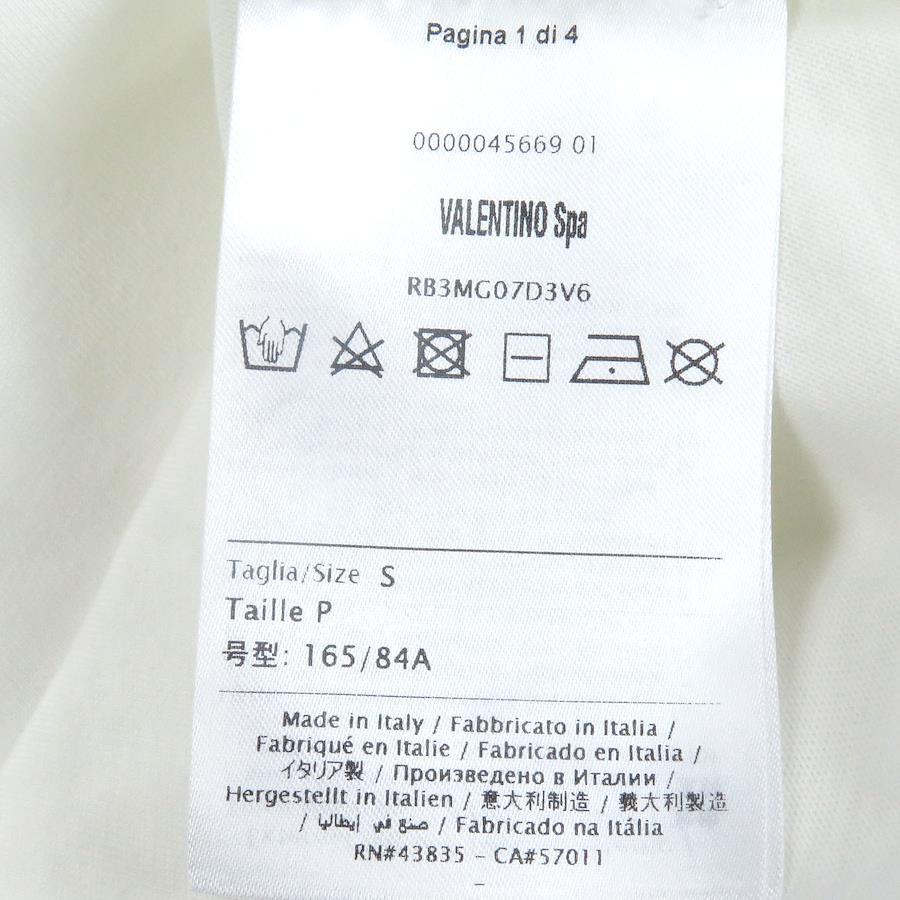 Pagina 1 di 4
0000045669 01
VALENTINO Spa
RB3MG07D3V6
Taglia/Size S
Taille P
号型: 165/84A
Made in Italy / Fabbricato in Italia /
Fabriqué en Italie / Fabricado en Italia /
イタリア製 / Произведено в Италии /
Hergestellt in Italien / 意大利制造 / 義大利製造
/ صنع في إيطاليا / Fabricado na Itália
RN#43835 - CA#57011
-